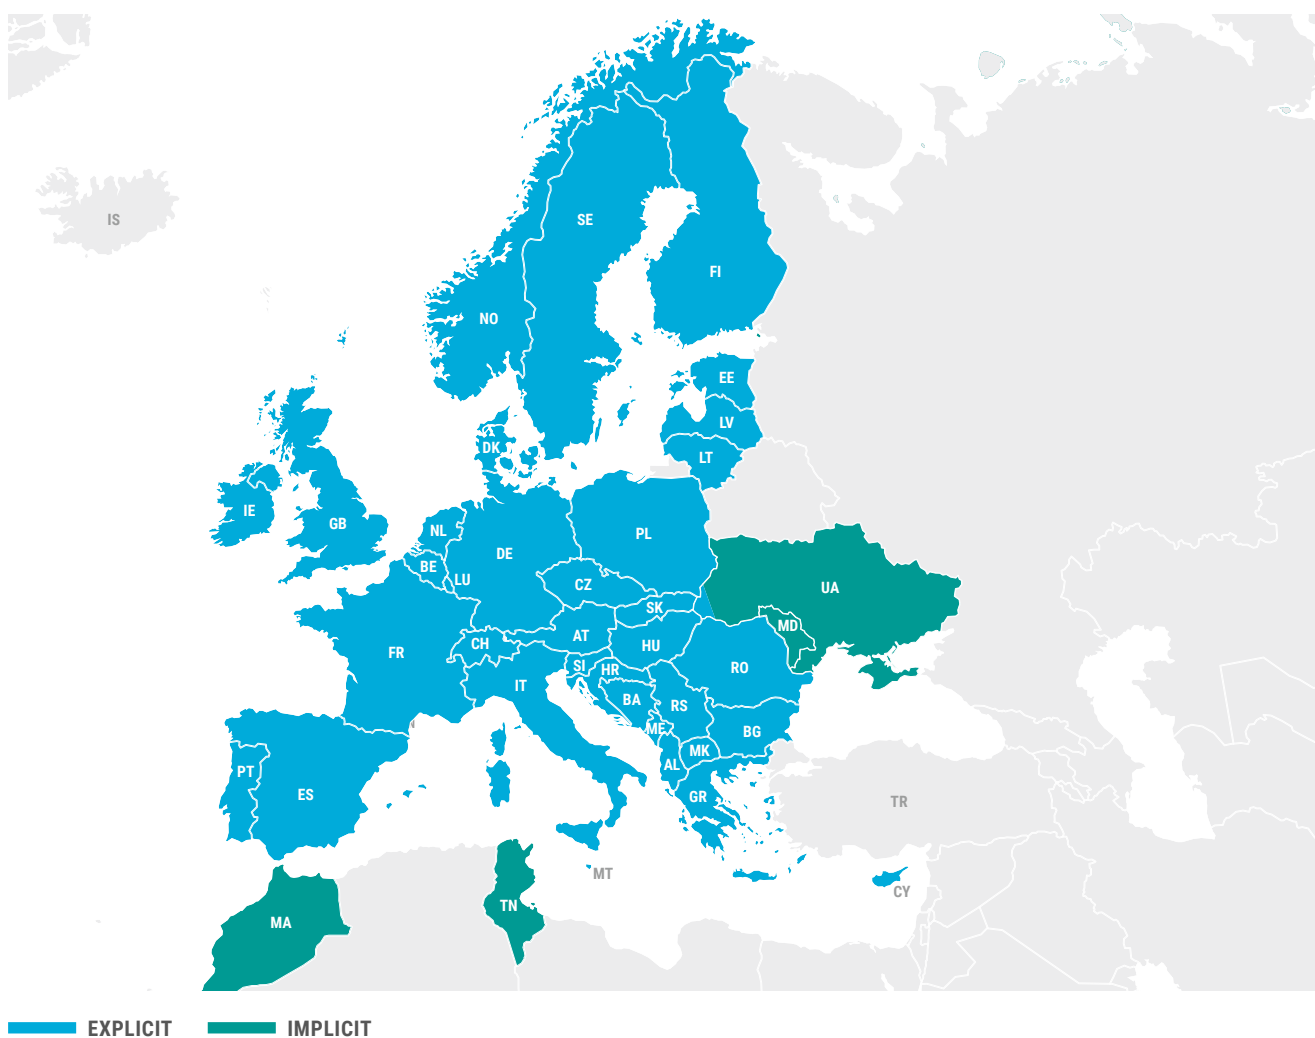 IS
SE
FI
NO
EE
LV
DK
LT
IE
GB
NL
PL
DE
BE
LU
CZ
UA
SK
MD
AT
CH
HU
FR
SI
HR
RO
IT
BA
RS
ME
BG
MK
AL
PT
ES
GR
TR
MT
CY
TN
MA
EXPLICIT
IMPLICIT